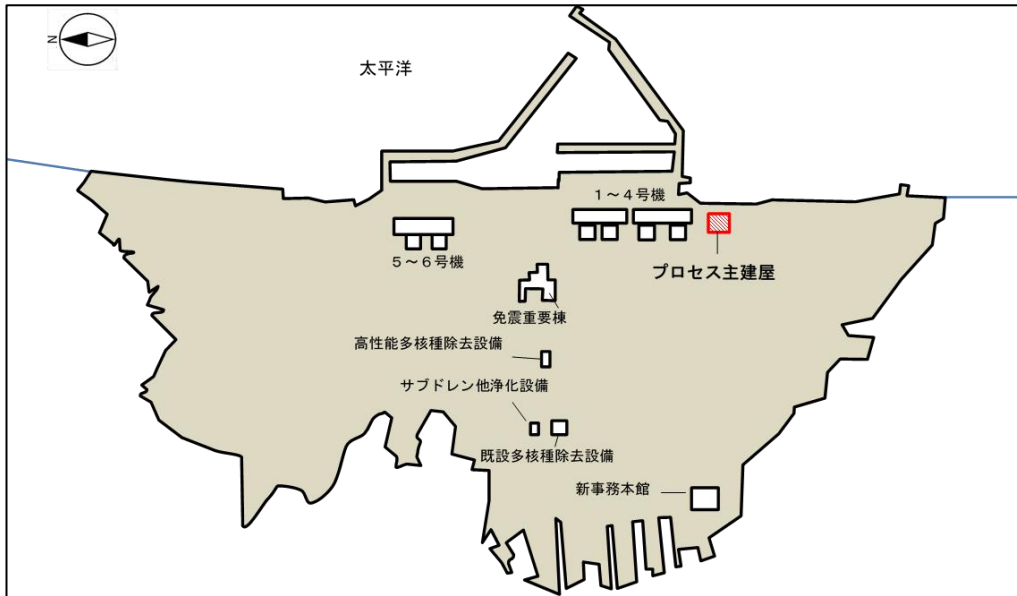 N
太平洋
1～4号機
5～6号機
プロセス主建屋
免震重要棟
高性能多核種除去設備
サブドレン他浄化設備
既設多核種除去設備
新事務本館